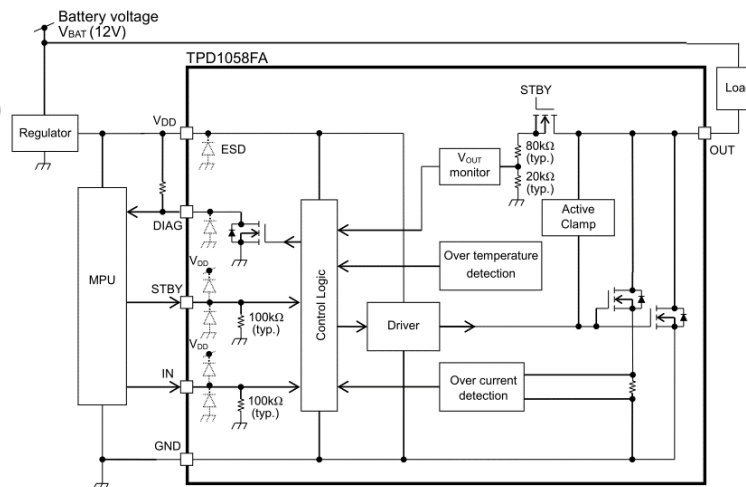 Battery voltage
VBAT (12V)
TPD1058FA
STBY
Load
Regulator
VDD
ESD
OUT
80kΩ
(typ.)
VOUT
monitor
20kΩ
(typ.)
DIAG
Active
Clamp
MPU
VDD
Over temperature
detection
STBY
100kΩ
(typ.)
Control Logic
Driver
VDD
IN
100kΩ
(typ.)
Over current
detection
GND